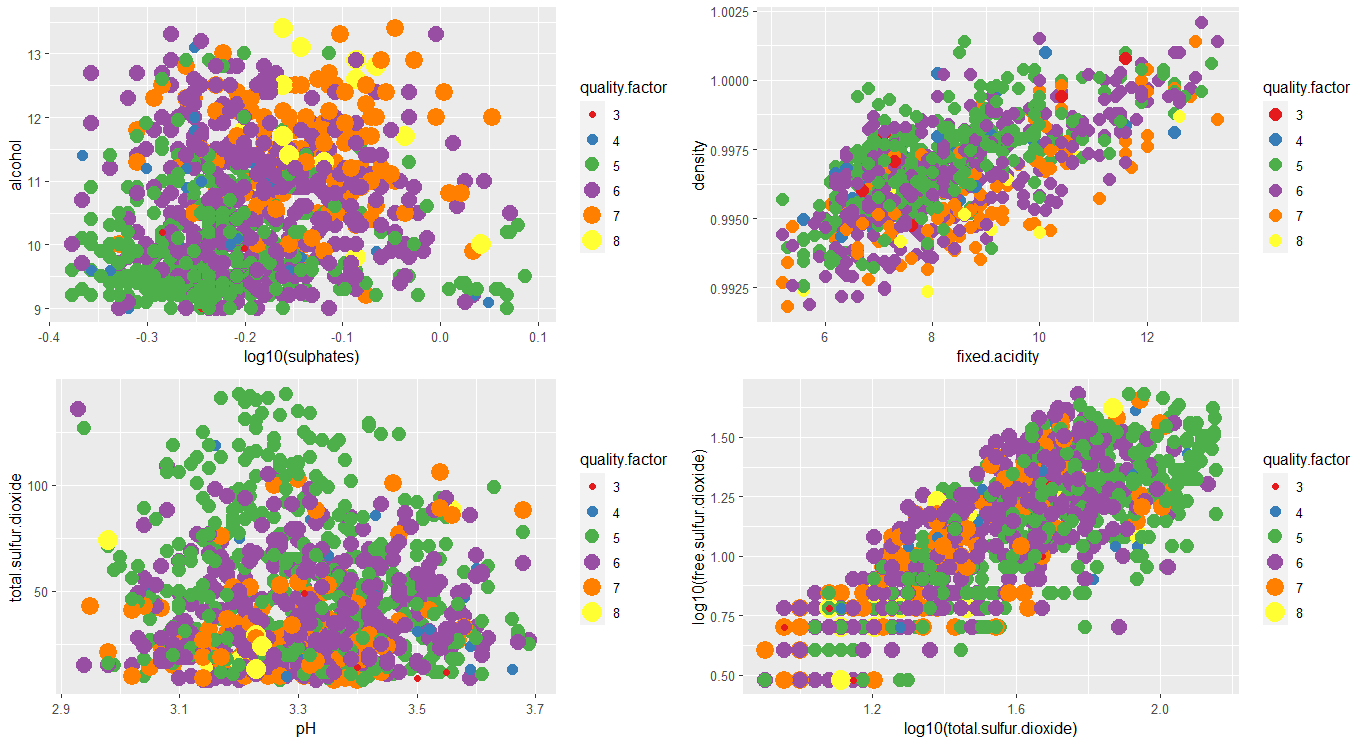 alcohol
13
12
11
10
9
-0.4 -0.3 -0.2 -0.1 0.0 0.1
log10(sulphates)
quality.factor
3
4
5
6
7
8
density
1.0025
1.0000
0.9975
0.9950
0.9925
6 8 10 12
fixed.acidity
quality.factor
3
4
5
6
7
8
total.sulfur.dioxide
100
50
2.9 3.1 3.3 3.5 3.7
pH
quality.factor
3
4
5
6
7
8
log10(free.sulfur.dioxide)
1.50
1.25
1.00
0.75
0.50
1.2 1.6 2.0
log10(total.sulfur.dioxide)
quality.factor
3
4
5
6
7
8